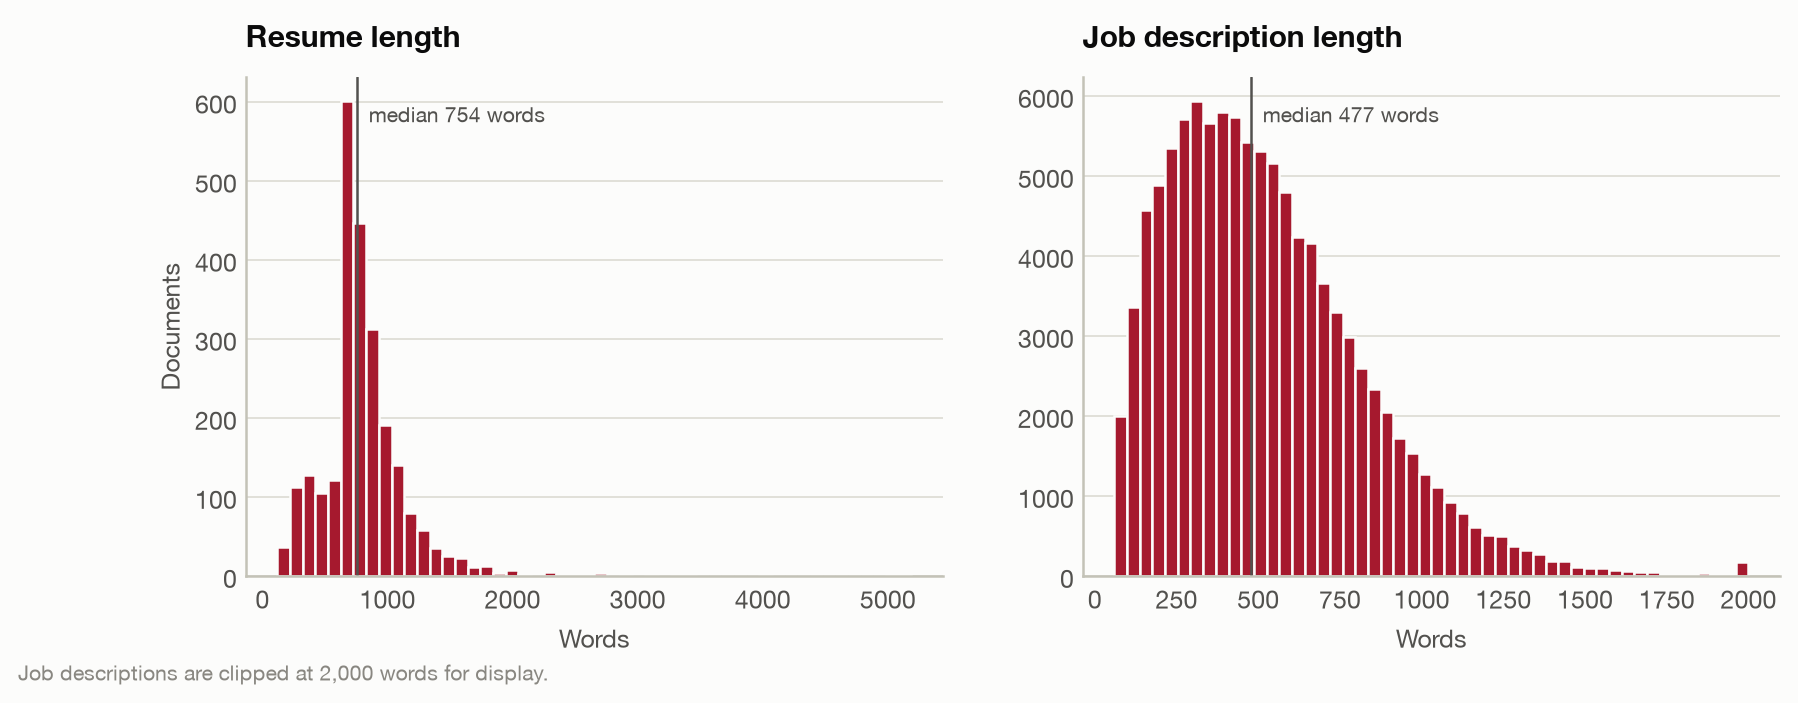 Resume length
median 754 words
600
500
400
300
200
100
0
Documents
0 1000 2000 3000 4000 5000
Words
Job description length
median 477 words
6000
5000
4000
3000
2000
1000
0
0 250 500 750 1000 1250 1500 1750 2000
Words
Job descriptions are clipped at 2,000 words for display.